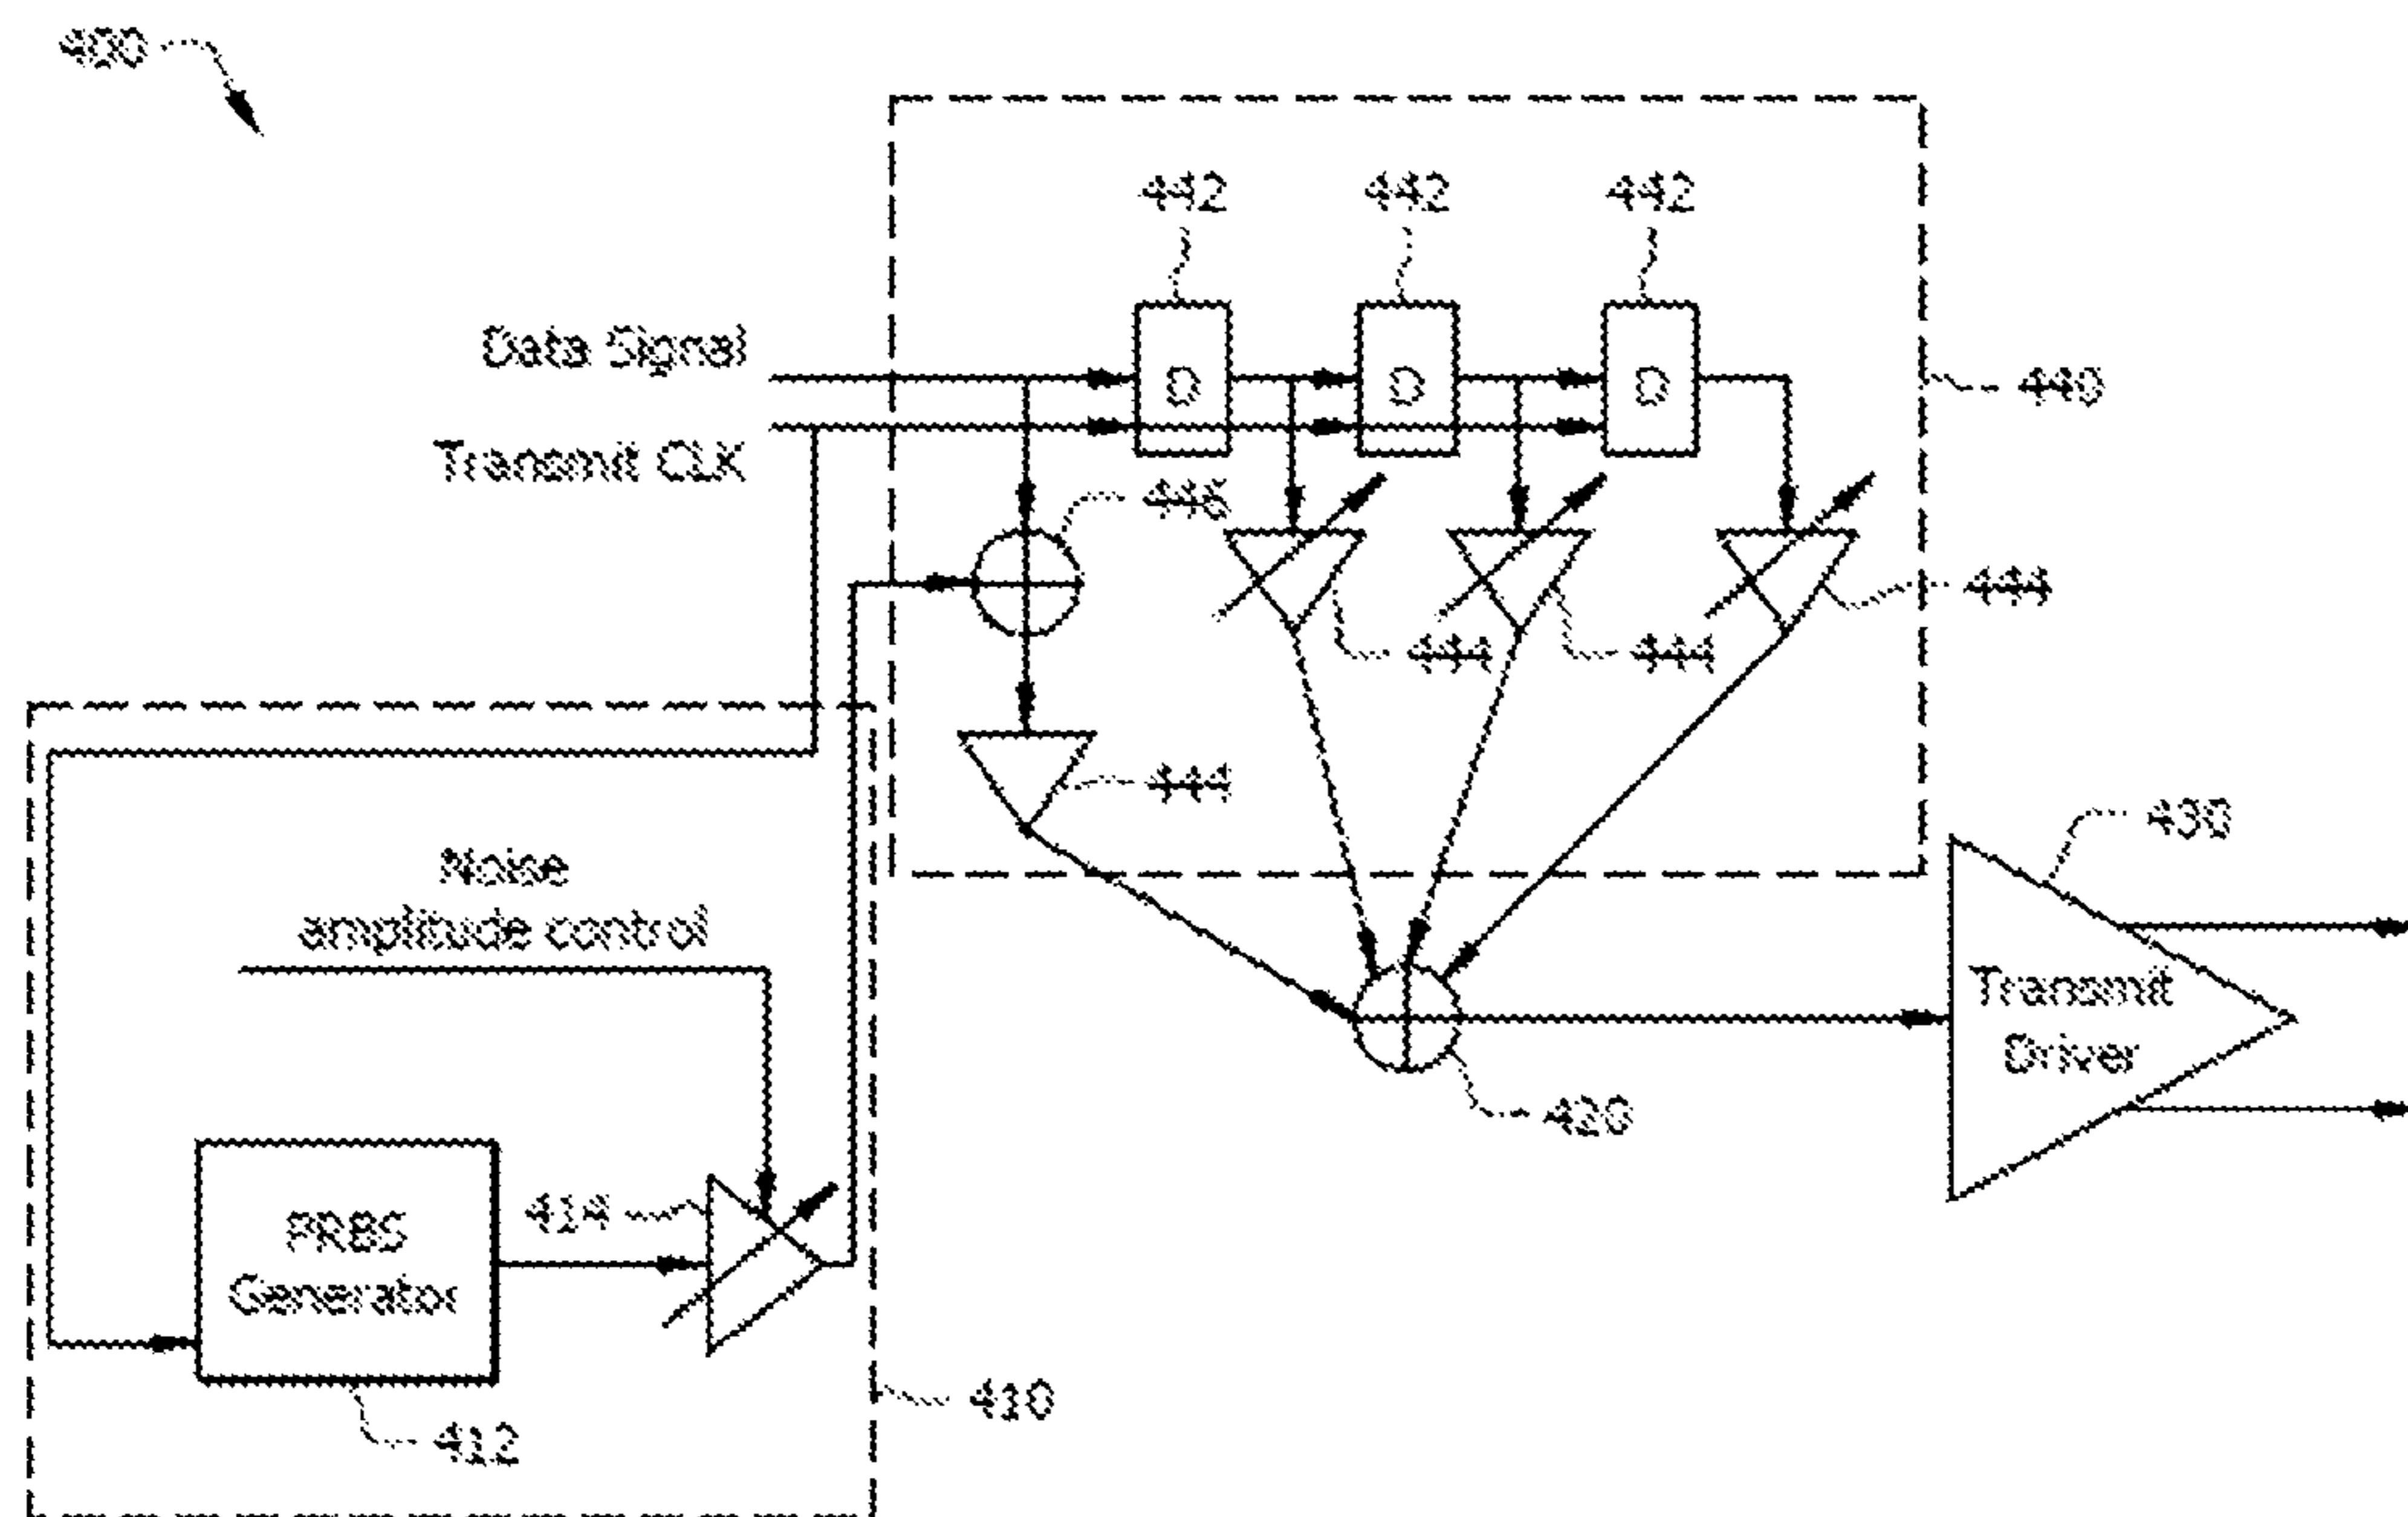 400
442 442 442
Data Signal
D D D
440
Transmit CLK
446
444
444 444
444
Noise
amplitude control
430
Transmit
Driver
420
414
PRBS
Generator
410
412